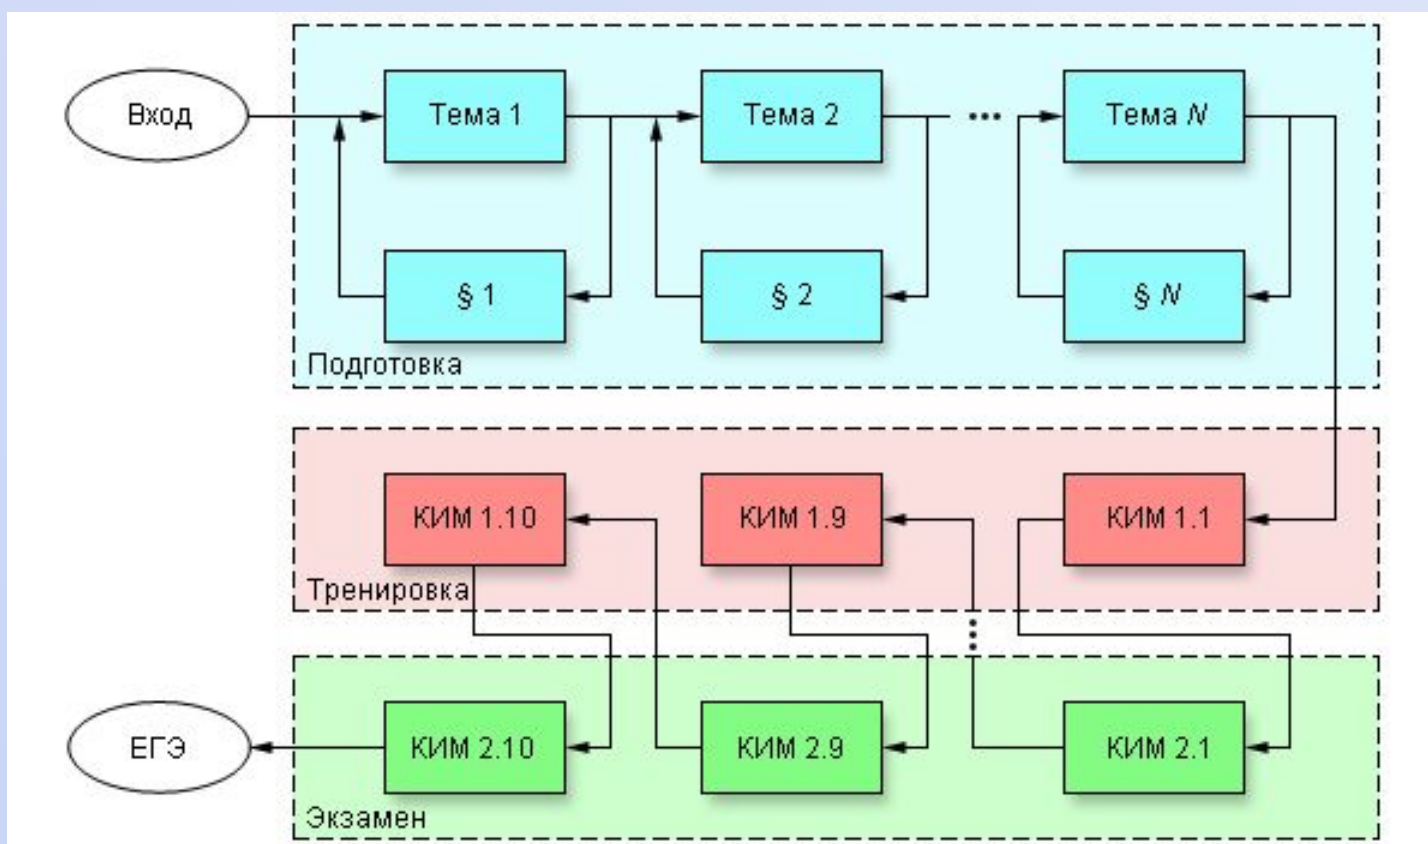 Вход
Тема 1
Тема 2
...
Тема N
§ 1
§ 2
§ N
Подготовка
КИМ 1.10
КИМ 1.9
КИМ 1.1
Тренировка
ЕГЭ
КИМ 2.10
КИМ 2.9
КИМ 2.1
Экзамен